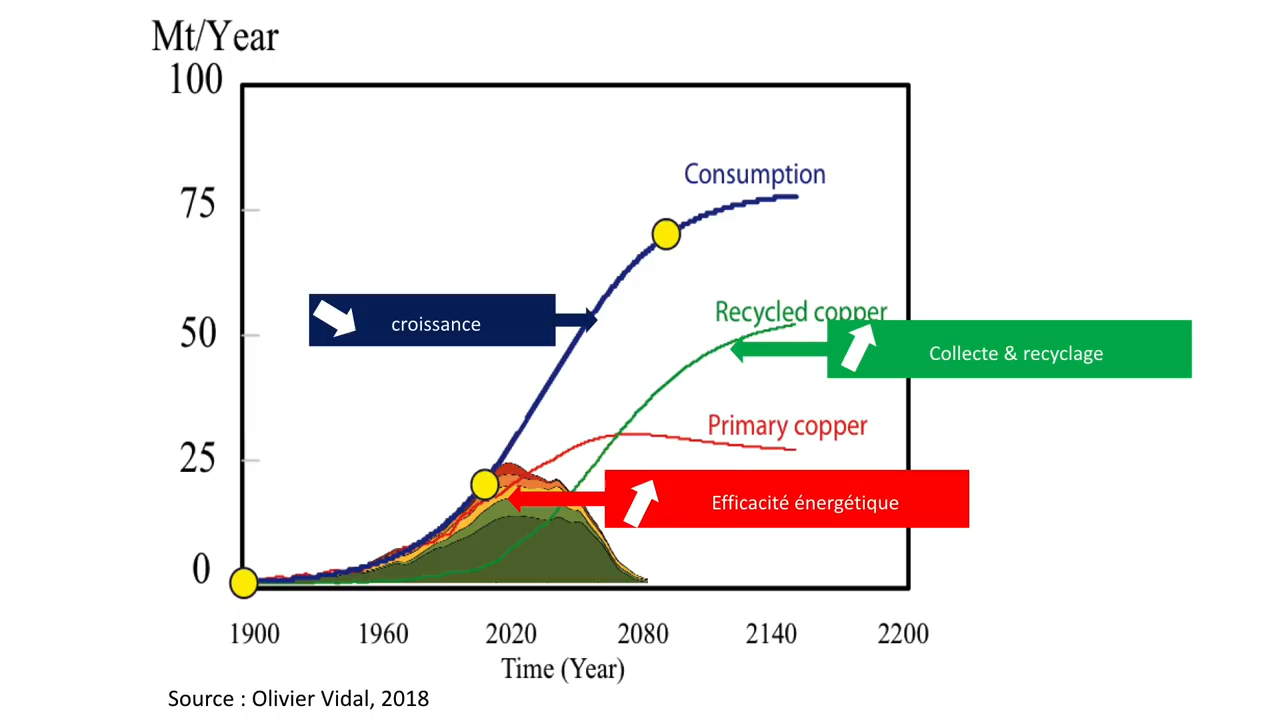 Mt/Year
100
75
50
25
0
Consumption
croissance
Recycled copper
Collecte & recyclage
Primary copper
Efficacité énergétique
1900 1960 2020 2080 2140 2200
Time (Year)
Source : Olivier Vidal, 2018